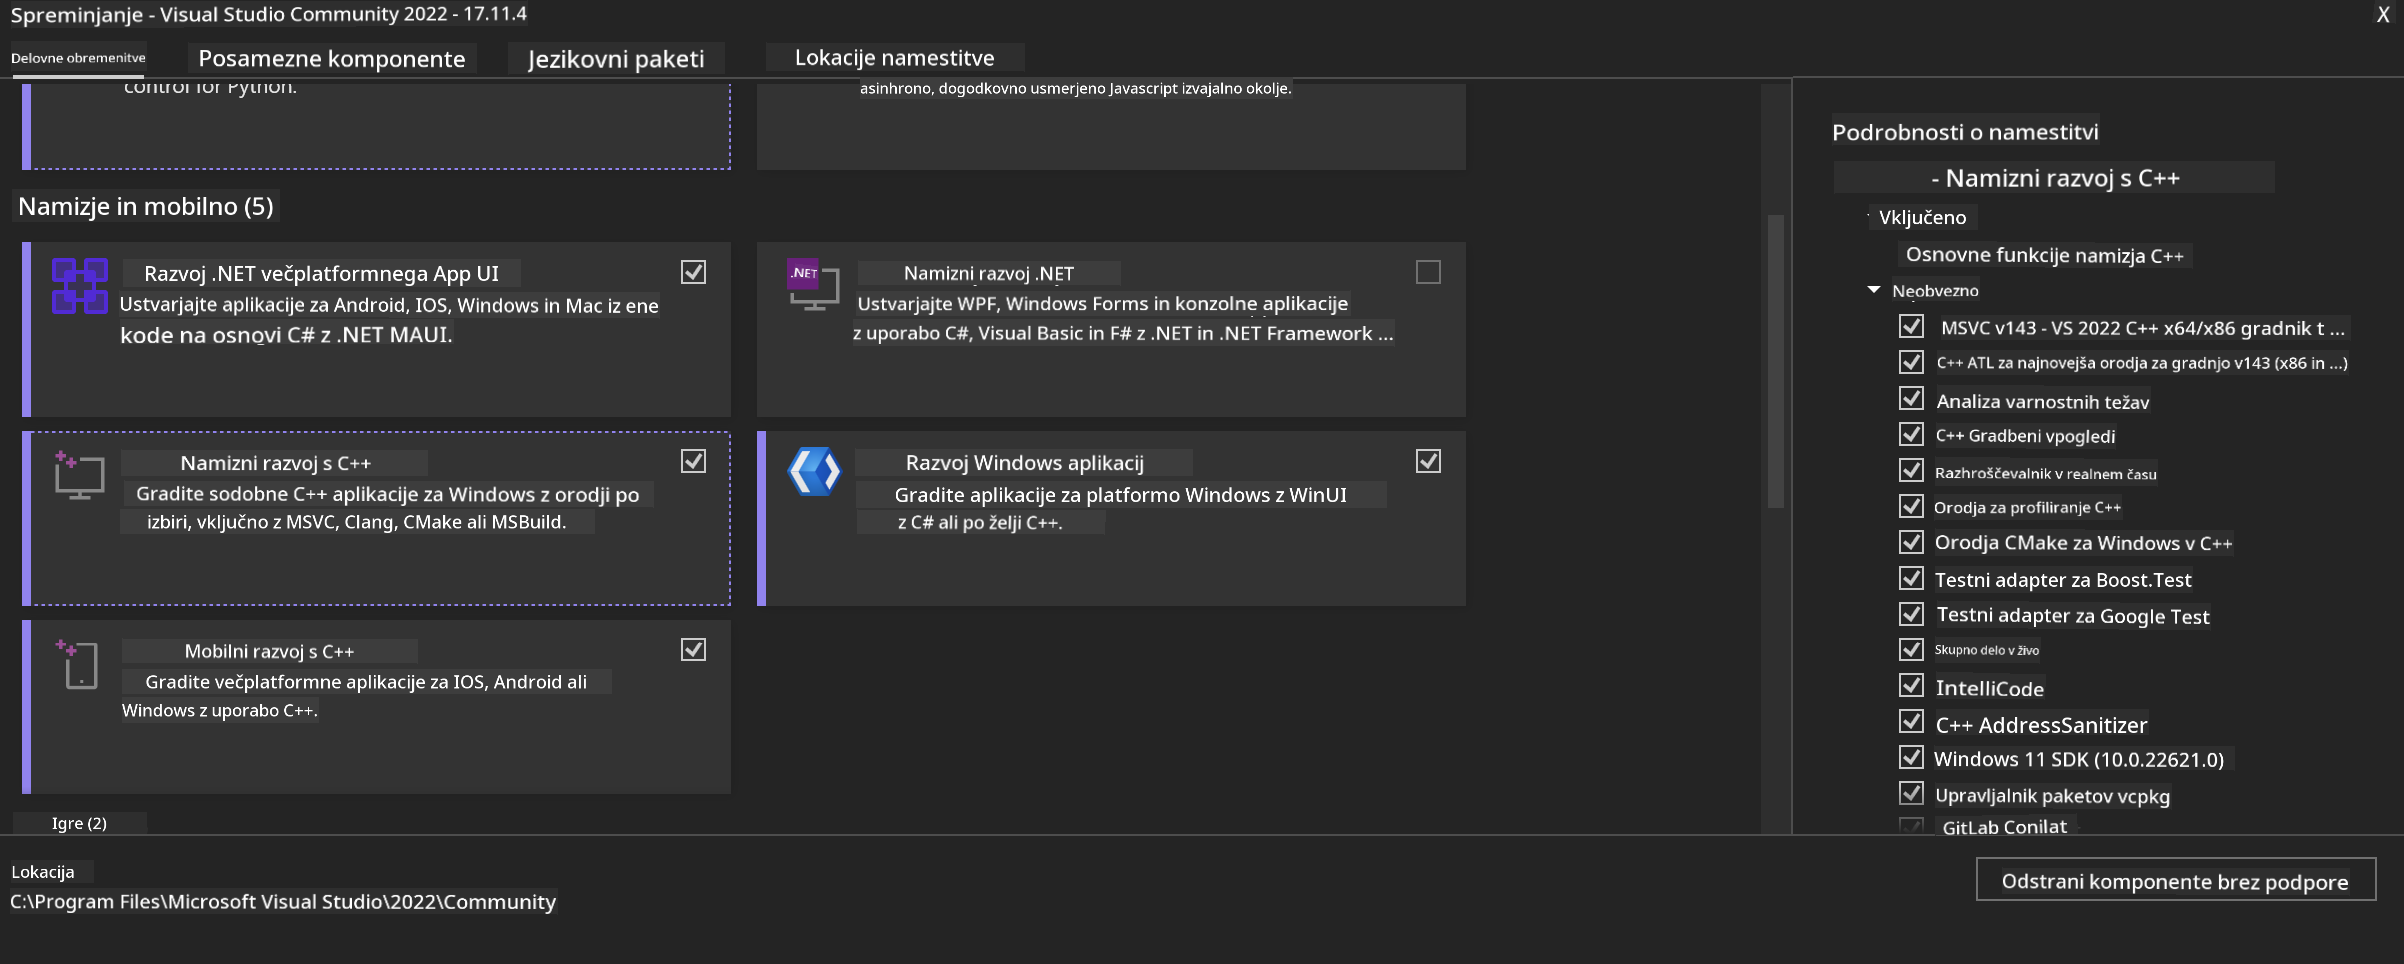 Spreminjanje - Visual Studio Community 2022 - 17.11.4
X
Delovne obremenitve
Posamezne komponente
Jezikovni paketi
Lokacije namestitve
control for Python.
asinhrono, dogodkovno usmerjeno Javascript izvajalno okolje.
Namizje in mobilno (5)
Razvoj .NET večplatformnega App UI
Ustvarjajte aplikacije za Android, IOS, Windows in Mac iz ene
kode na osnovi C# z .NET MAUI.
.NET
Namizni razvoj .NET
Ustvarjajte WPF, Windows Forms in konzolne aplikacije
z uporabo C#, Visual Basic in F# z .NET in .NET Framework ...
Namizni razvoj s C++
Gradite sodobne C++ aplikacije za Windows z orodji po
izbiri, vključno z MSVC, Clang, CMake ali MSBuild.
Razvoj Windows aplikacij
Gradite aplikacije za platformo Windows z WinUI
z C# ali po želji C++.
Mobilni razvoj s C++
Gradite večplatformne aplikacije za IOS, Android ali
Windows z uporabo C++.
Igre (2)
Podrobnosti o namestitvi
- Namizni razvoj s C++
Vključeno
Osnovne funkcije namizja C++
Neobvezno
MSVC v143 - VS 2022 C++ x64/x86 gradnik t ...
C++ ATL za najnovejša orodja za gradnjo v143 (x86 in ...)
Analiza varnostnih težav
C++ Gradbeni vpogledi
Razhroščevalnik v realnem času
Orodja za profiliranje C++
Orodja CMake za Windows v C++
Testni adapter za Boost.Test
Testni adapter za Google Test
Skupno delo v živo
IntelliCode
C++ AddressSanitizer
Windows 11 SDK (10.0.22621.0)
Upravljalnik paketov vcpkg
GitLab Conilat
Lokacija
C:\Program Files\Microsoft Visual Studio\2022\Community
Odstrani komponente brez podpore